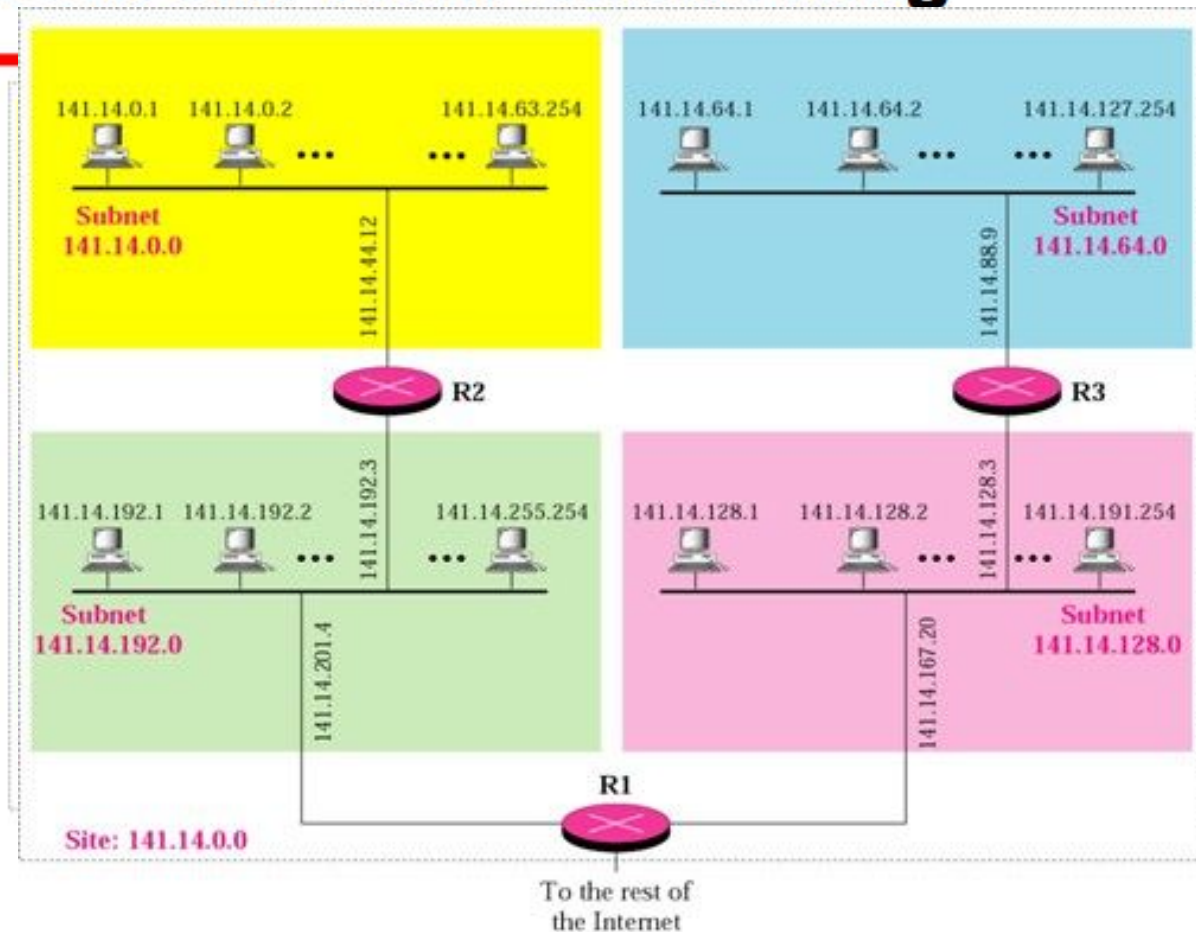 141.14.0.1 141.14.0.2 ••• ••• 141.14.63.254
Subnet
141.14.0.0
141.14.44.12
141.14.64.1 141.14.64.2 ••• ••• 141.14.127.254
Subnet
141.14.64.0
141.14.88.9
R2
R3
141.14.192.1 141.14.192.2 ••• ••• 141.14.255.254
141.14.192.3
Subnet
141.14.192.0
141.14.201.4
141.14.128.1 141.14.128.2 ••• ••• 141.14.191.254
141.14.128.3
Subnet
141.14.128.0
141.14.167.20
R1
Site: 141.14.0.0
To the rest of
the Internet